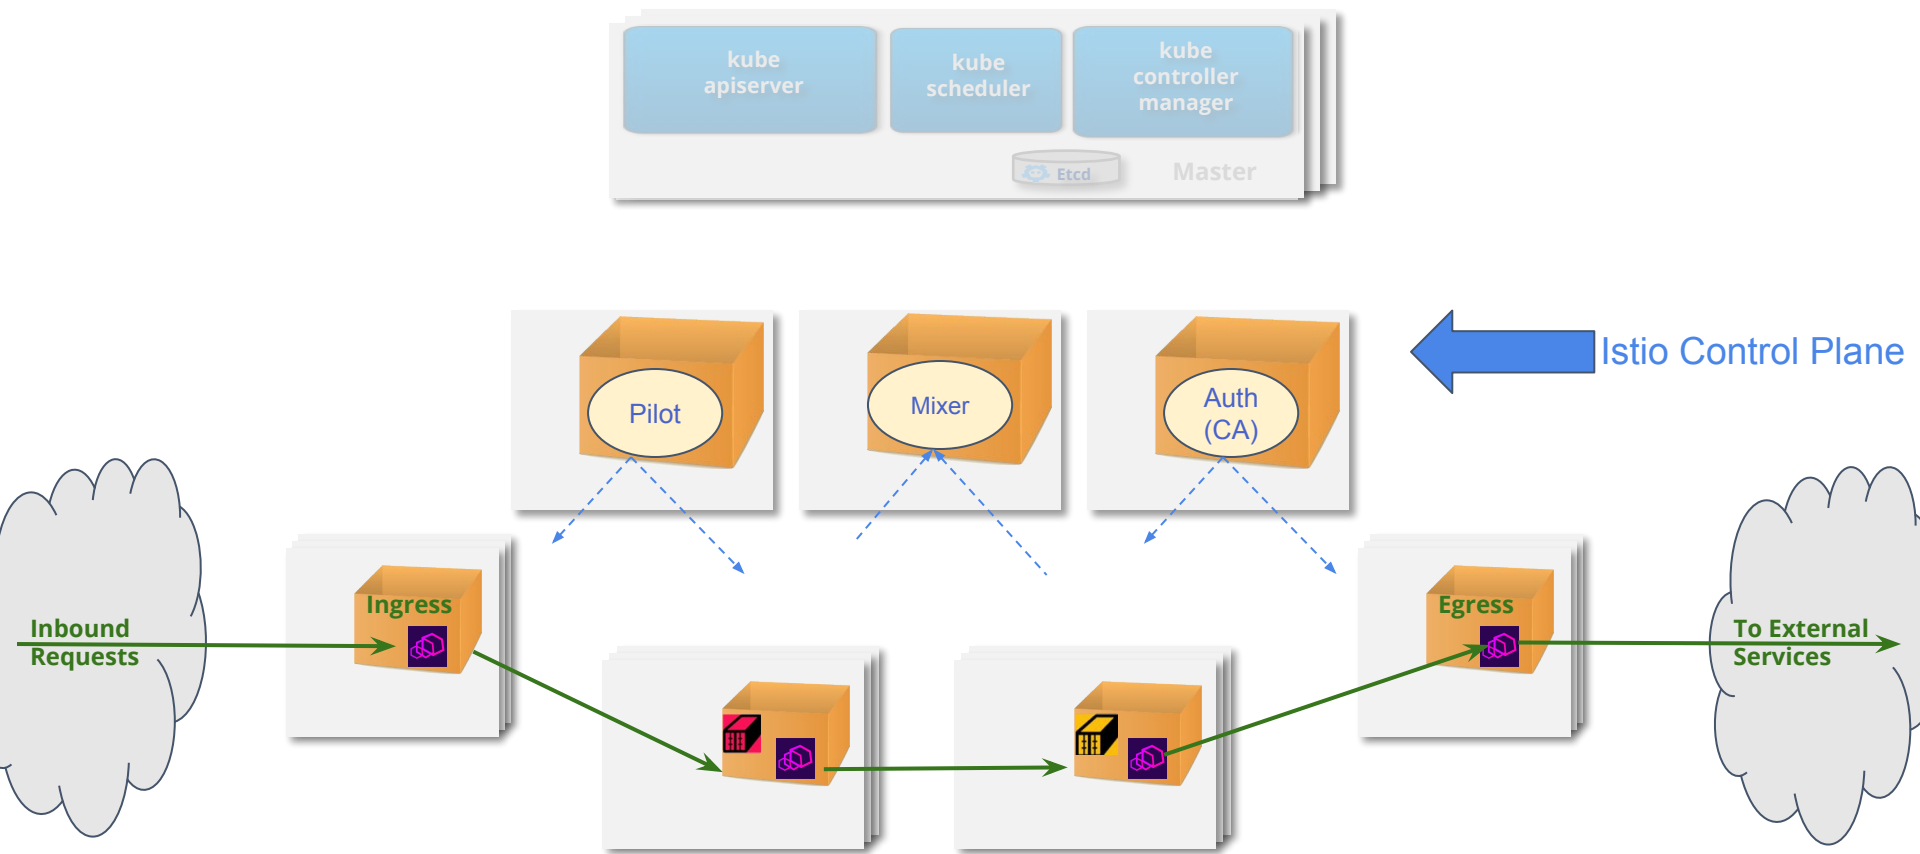 kube
apiserver
kube
scheduler
kube
controller
manager
Etcd
Master
Pilot
Mixer
Auth
(CA)
Istio Control Plane
Inbound
Requests
Ingress
Egress
To External
Services